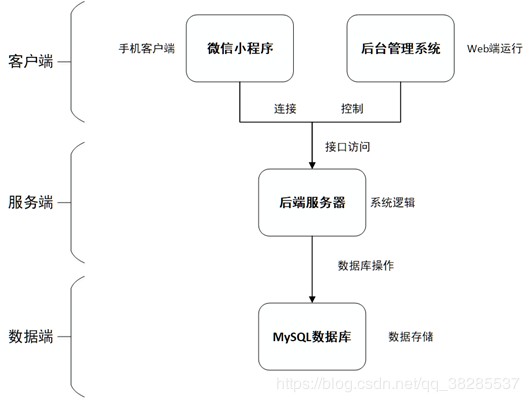 客户端
手机客户端
微信小程序
后台管理系统
Web端运行
连接
控制
接口访问
服务端
后端服务器
系统逻辑
数据库操作
数据端
MySQL数据库
数据存储
https://blog.csdn.net/qq_38285537